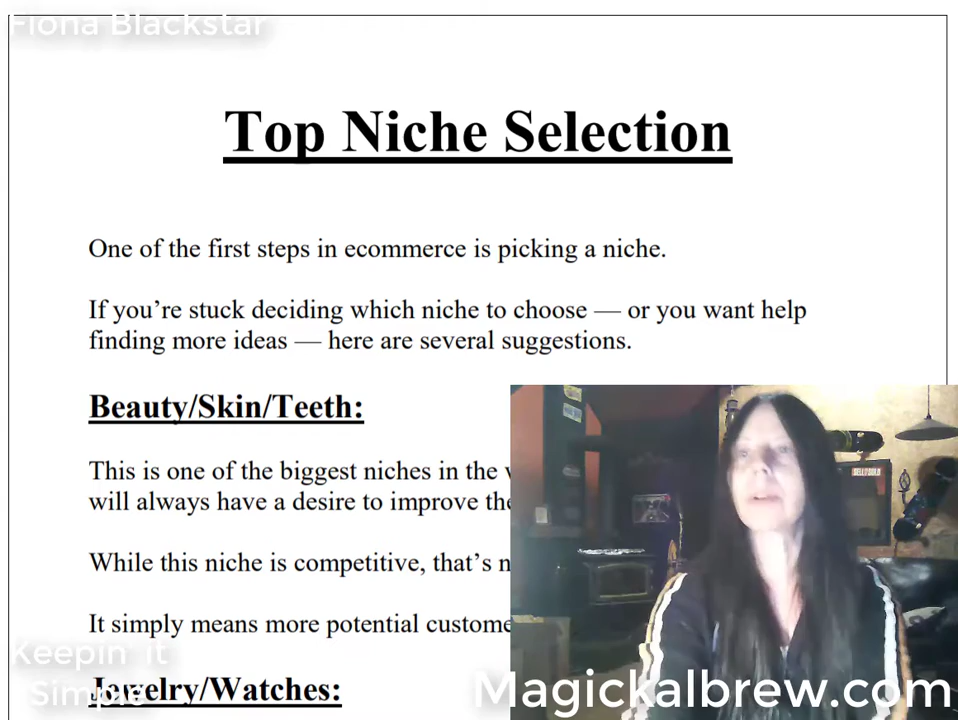 Fiona Blackstar
Top Niche Selection
One of the first steps in ecommerce is picking a niche.
If you’re stuck deciding which niche to choose — or you want help
finding more ideas — here are several suggestions.
Beauty/Skin/Teeth:
This is one of the biggest niches in the
will always have a desire to improve
While this niche is competitive, that’s
It simply means more potential
Keepin' it
Simple
Jewelry/Watches:
Magickalbrew.com